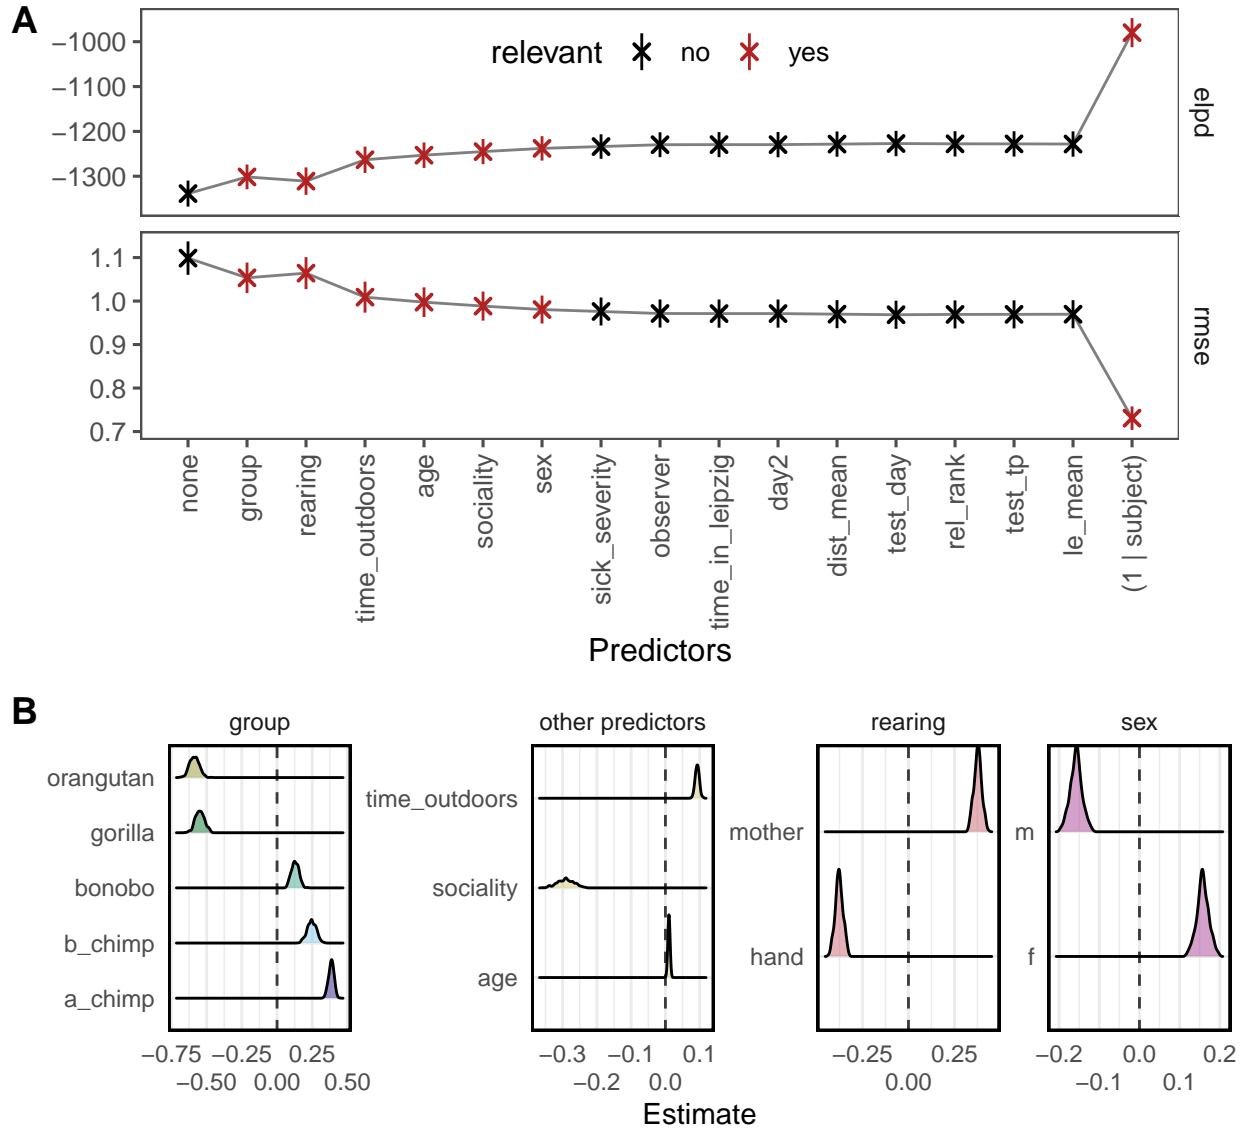 A
relevant no yes
−1000
−1100
−1200
−1300
elpd
1.1
1.0
0.9
0.8
0.7
rmse
none
group
rearing
time_outdoors
age
sociality
sex
sick_severity
observer
time_in_leipzig
day2
dist_mean
test_day
rel_rank
test_tp
le_mean
(1 | subject)
Predictors
B
group
orangutan
gorilla
bonobo
b_chimp
a_chimp
−0.75 −0.25 0.25
−0.50 0.00 0.50
other predictors
time_outdoors
sociality
age
−0.3 −0.1 0.1
−0.2 0.0
rearing
mother
hand
−0.25 0.25
0.00
sex
m
f
−0.2 0.0 0.2
−0.1 0.1
Estimate